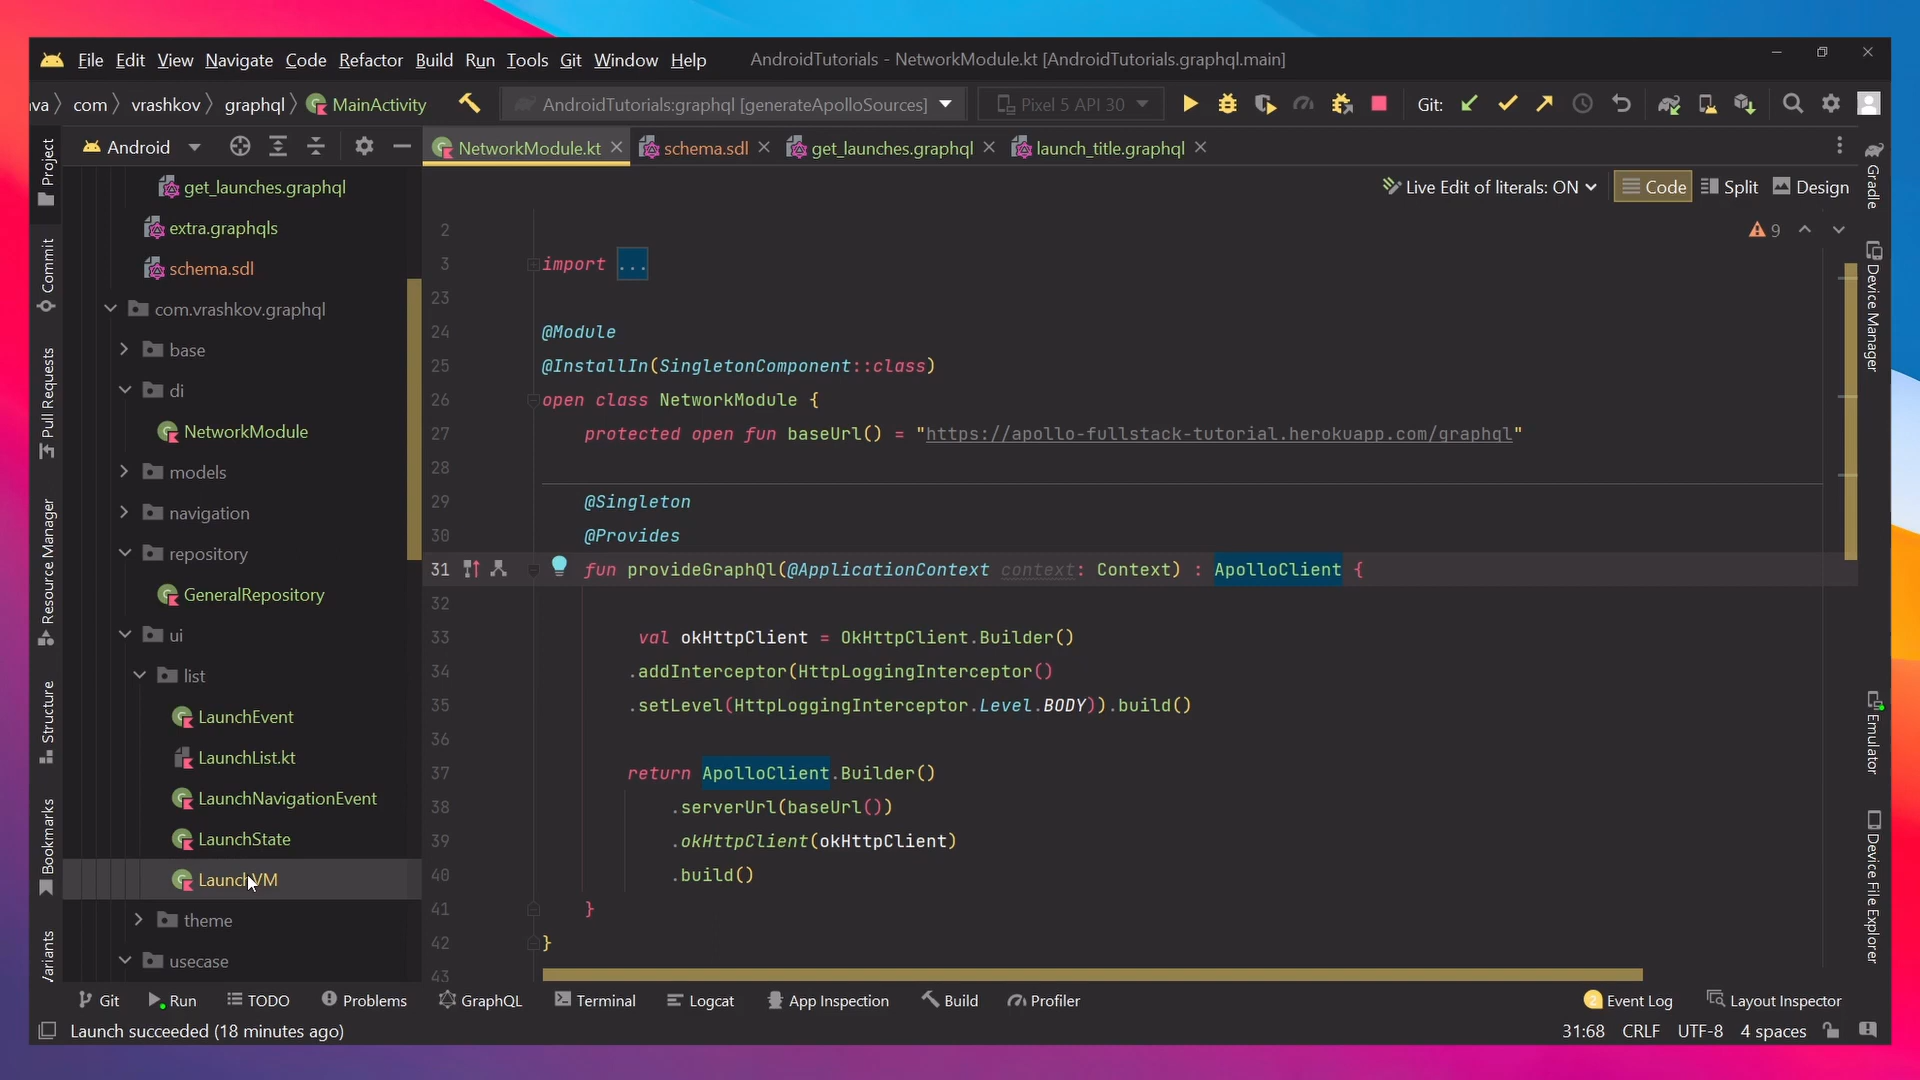 File Edit View Navigate Code Refactor Build Run Tools Git Window Help AndroidTutorials - NetworkModule.kt [AndroidTutorials.graphql.main]
com vrashkov graphql MainActivity AndroidTutorials:graphql [generateApolloSources] Pixel 5 API 30 Git:
Project
Commit
Pull Requests
Resource Manager
Structure
Bookmarks
Android
get_launches.graphql
extra.graphqls
schema.sdl
com.vrashkov.graphql
base
di
NetworkModule
models
navigation
repository
GeneralRepository
ui
list
LaunchEvent
LaunchList.kt
LaunchNavigationEvent
LaunchState
LaunchVM
theme
usecase
NetworkModule.kt schema.sdl get_launches.graphql launch_title.graphql
Live Edit of literals: ON Code Split Design
9
2
3 import ...
23
24 @Module
25 @InstallIn(SingletonComponent::class)
26 open class NetworkModule {
27 protected open fun baseUrl() = "https://apollo-fullstack-tutorial.herokuapp.com/graphql"
28
29 @Singleton
30 @Provides
31 fun provideGraphQl(@ApplicationContext context: Context) : ApolloClient {
32
33 val okHttpClient = OkHttpClient.Builder()
34 .addInterceptor(HttpLoggingInterceptor()
35 .setLevel(HttpLoggingInterceptor.Level.BODY)).build()
36
37 return ApolloClient.Builder()
38 .serverUrl(baseUrl())
39 .okHttpClient(okHttpClient)
40 .build()
41 }
42 }
43
Gradle
Device Manager
Emulator
Device File Explorer
Git Run TODO Problems GraphQL Terminal Logcat App Inspection Build Profiler 2 Event Log Layout Inspector
Launch succeeded (18 minutes ago) 31:68 CRLF UTF-8 4 spaces